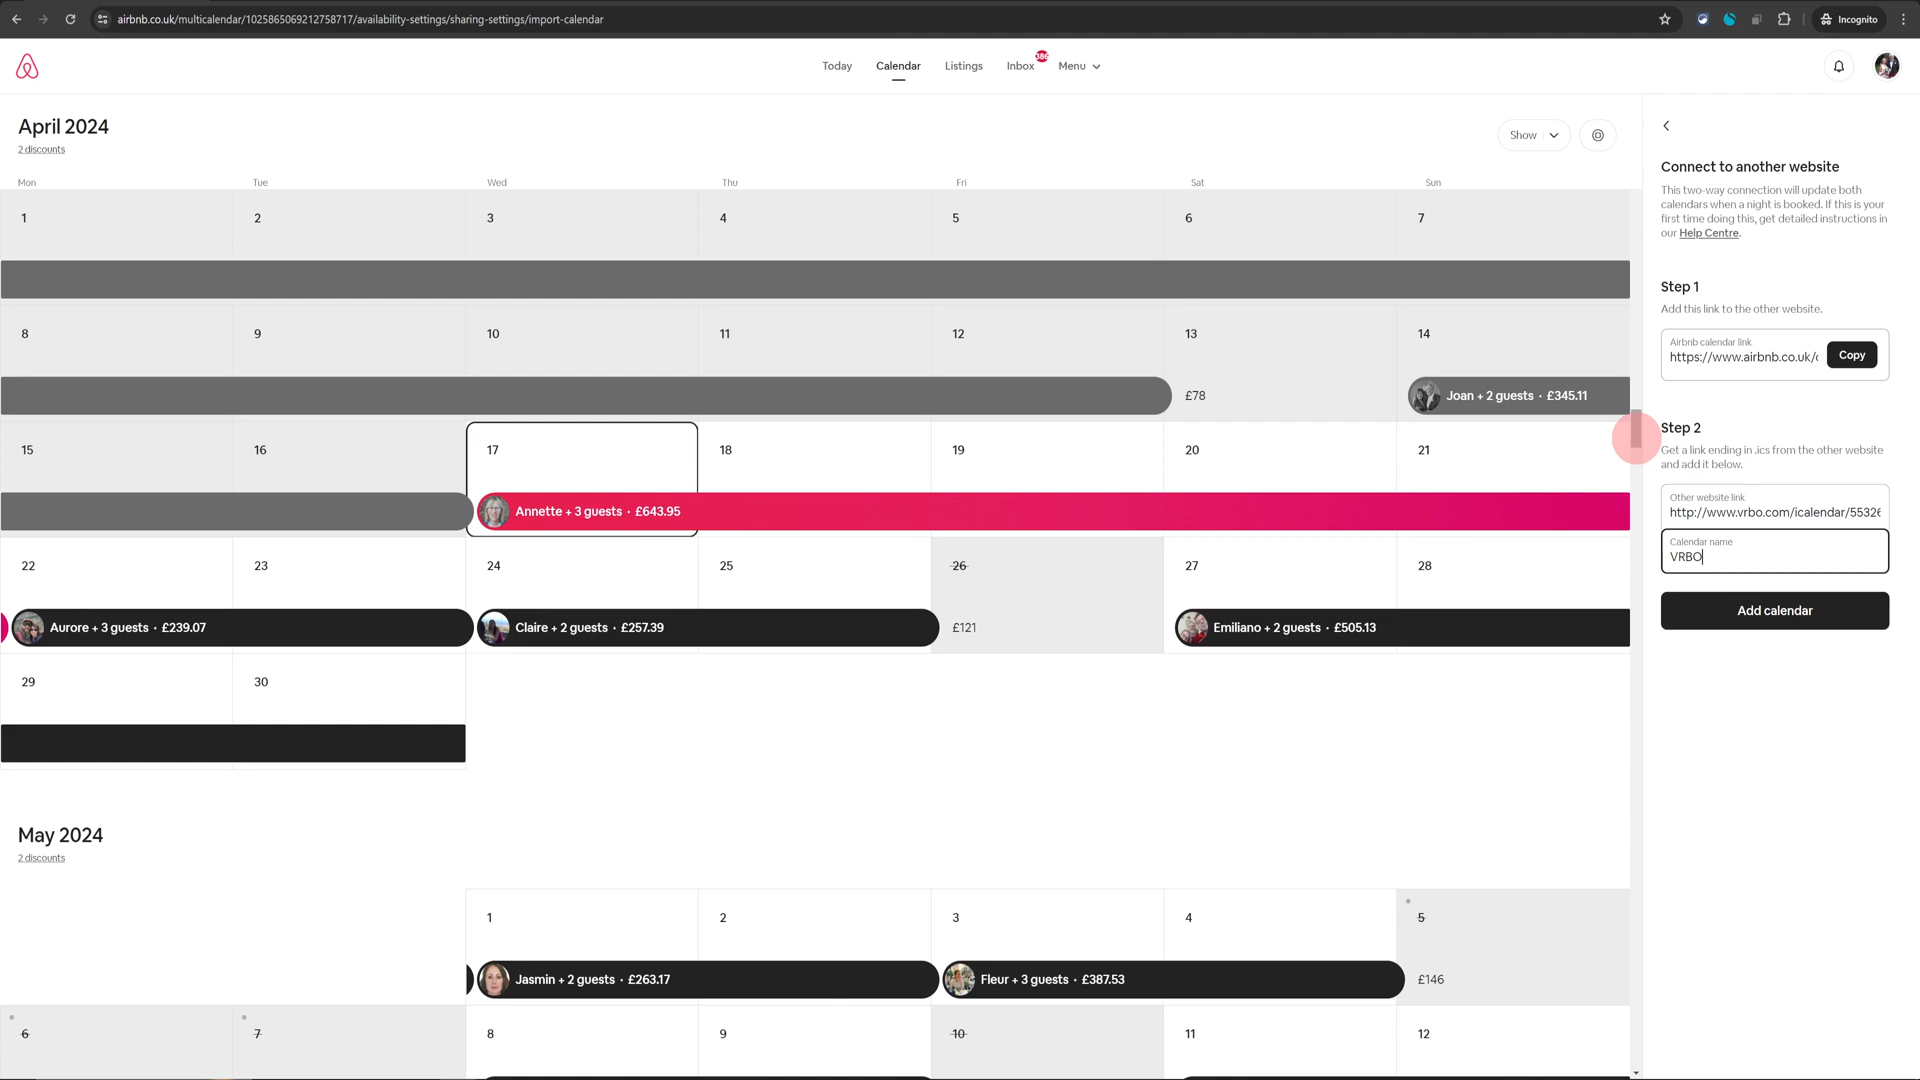 airbnb.co.uk/multicalendar/1025865069212758717/availability-settings/sharing-settings/import-calendar
Incognito
Today
Calendar
Listings
Inbox
Menu
April 2024
2 discounts
Show
Mon Tue Wed Thu Fri Sat Sun
1 2 3 4 5 6 7
8 9 10 11 12 13 14
£78
Joan + 2 guests · £345.11
15 16 17 18 19 20 21
Annette + 3 guests · £643.95
22 23 24 25 26 27 28
Aurore + 3 guests · £239.07
Claire + 2 guests · £257.39
£121
Emiliano + 2 guests · £505.13
29 30
May 2024
2 discounts
1 2 3 4 5
Jasmin + 2 guests · £263.17
Fleur + 3 guests · £387.53
£146
6 7 8 9 10 11 12
Connect to another website
This two-way connection will update both
calendars when a night is booked. If this is your
first time doing this, get detailed instructions in
our Help Centre.
Step 1
Add this link to the other website.
Airbnb calendar link
https://www.airbnb.co.uk/
Copy
Step 2
Get a link ending in .ics from the other website
and add it below.
Other website link
http://www.vrbo.com/icalendar/55326
Calendar name
VRBO
Add calendar